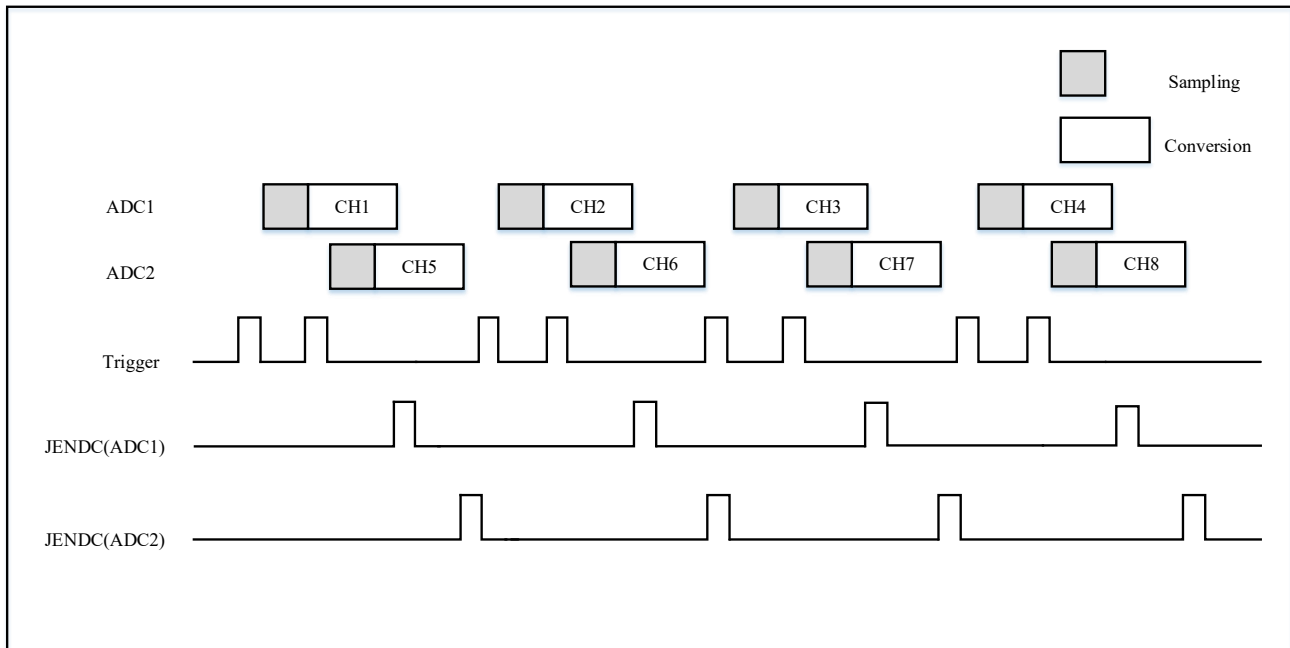 Sampling
Conversion
ADC1 CH1 CH2 CH3 CH4
ADC2 CH5 CH6 CH7 CH8
Trigger
JENDC(ADC1)
JENDC(ADC2)